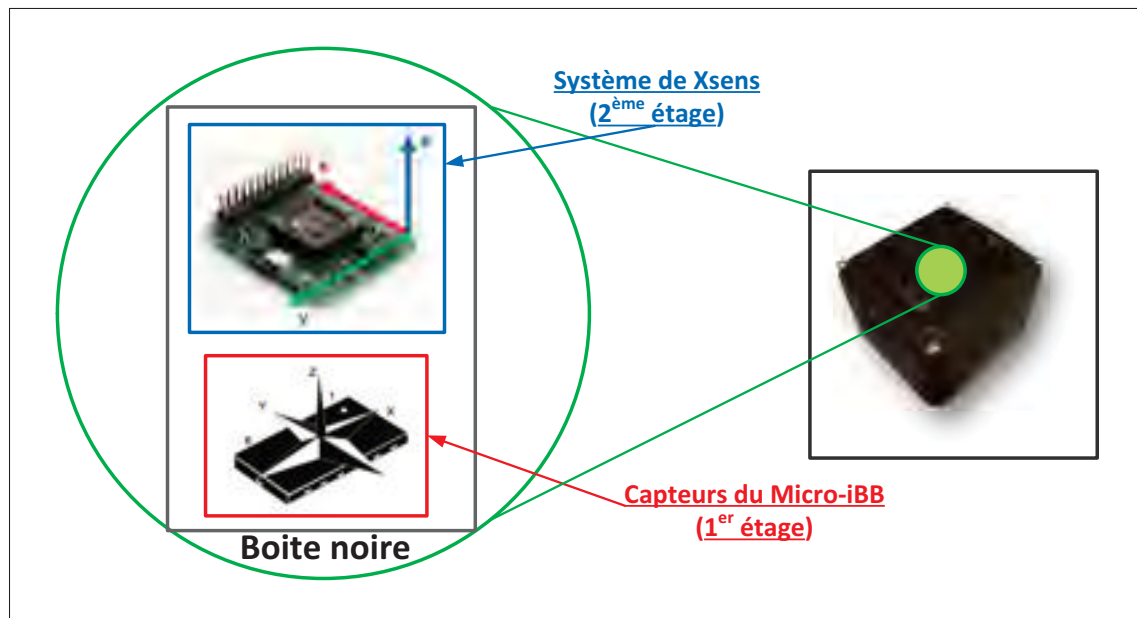 Système de Xsens
(2ème étage)
y
Z
Y
X
Capteurs du Micro-iBB
(1er étage)
Boite noire